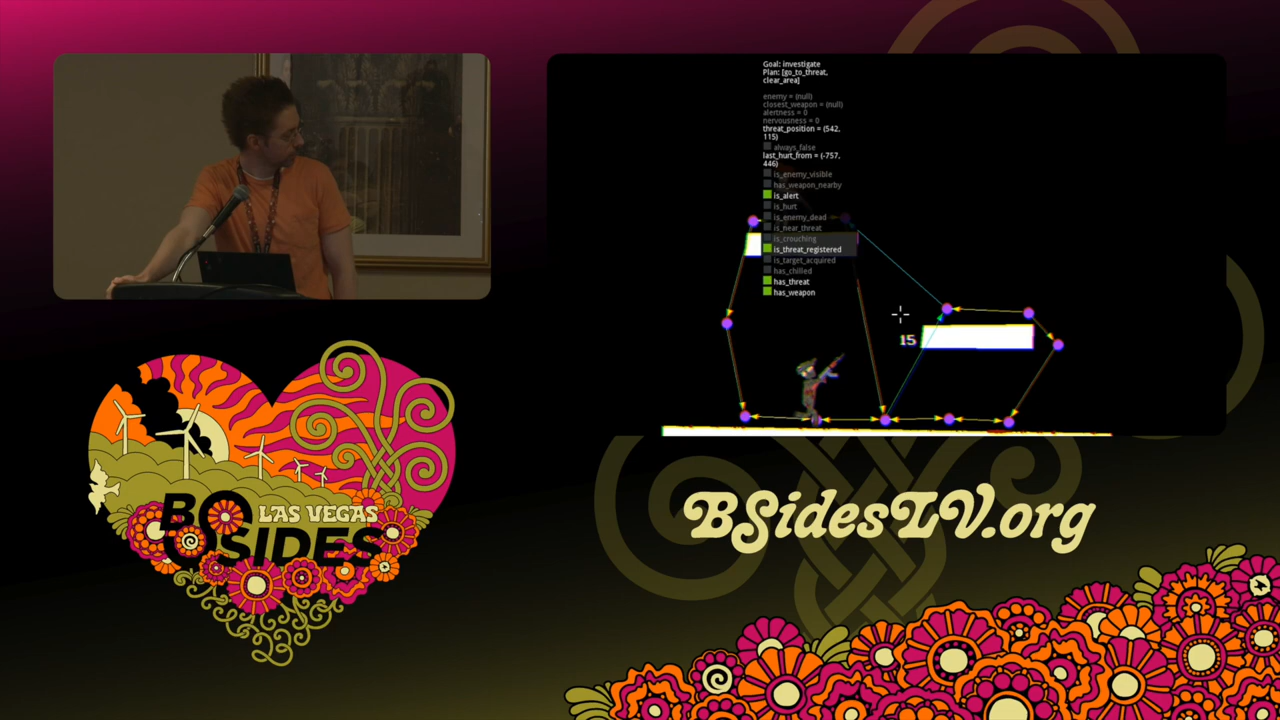 Goal: investigate
Plan: [go_to_threat,
clear_area]
enemy = (null)
closest_weapon = (null)
alertness = 0
nervousness = 0
threat_position = (542,
115)
always_false
last_hurt_from = (-757,
446)
is_enemy_visible
has_weapon_nearby
is_alert
is_hurt
is_enemy_dead
is_near_threat
is_crouching
is_threat_registered
is_target_acquired
has_chilled
has_threat
has_weapon
15
BSidesLV.org
LAS VEGAS
BSIDES